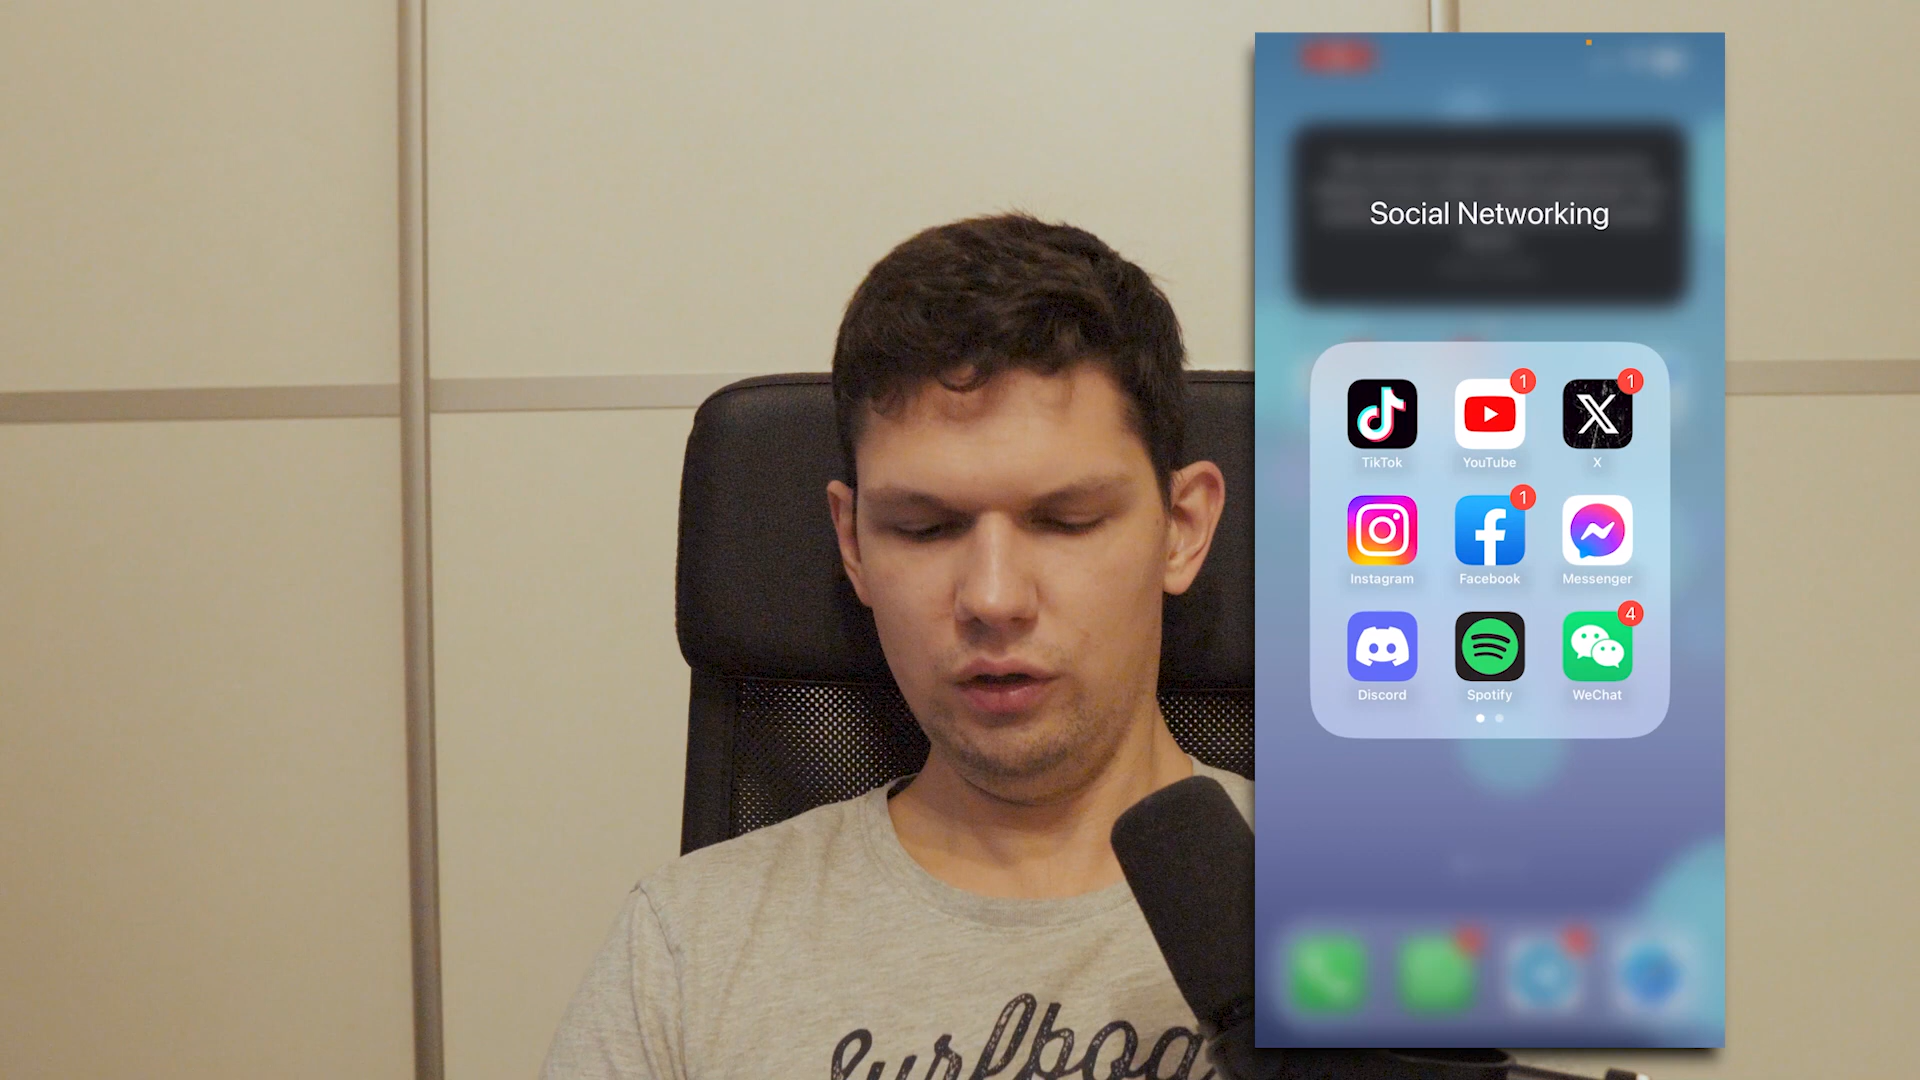 Social Networking
1
1
TikTok
YouTube
X
1
Instagram
Facebook
Messenger
4
Discord
Spotify
WeChat